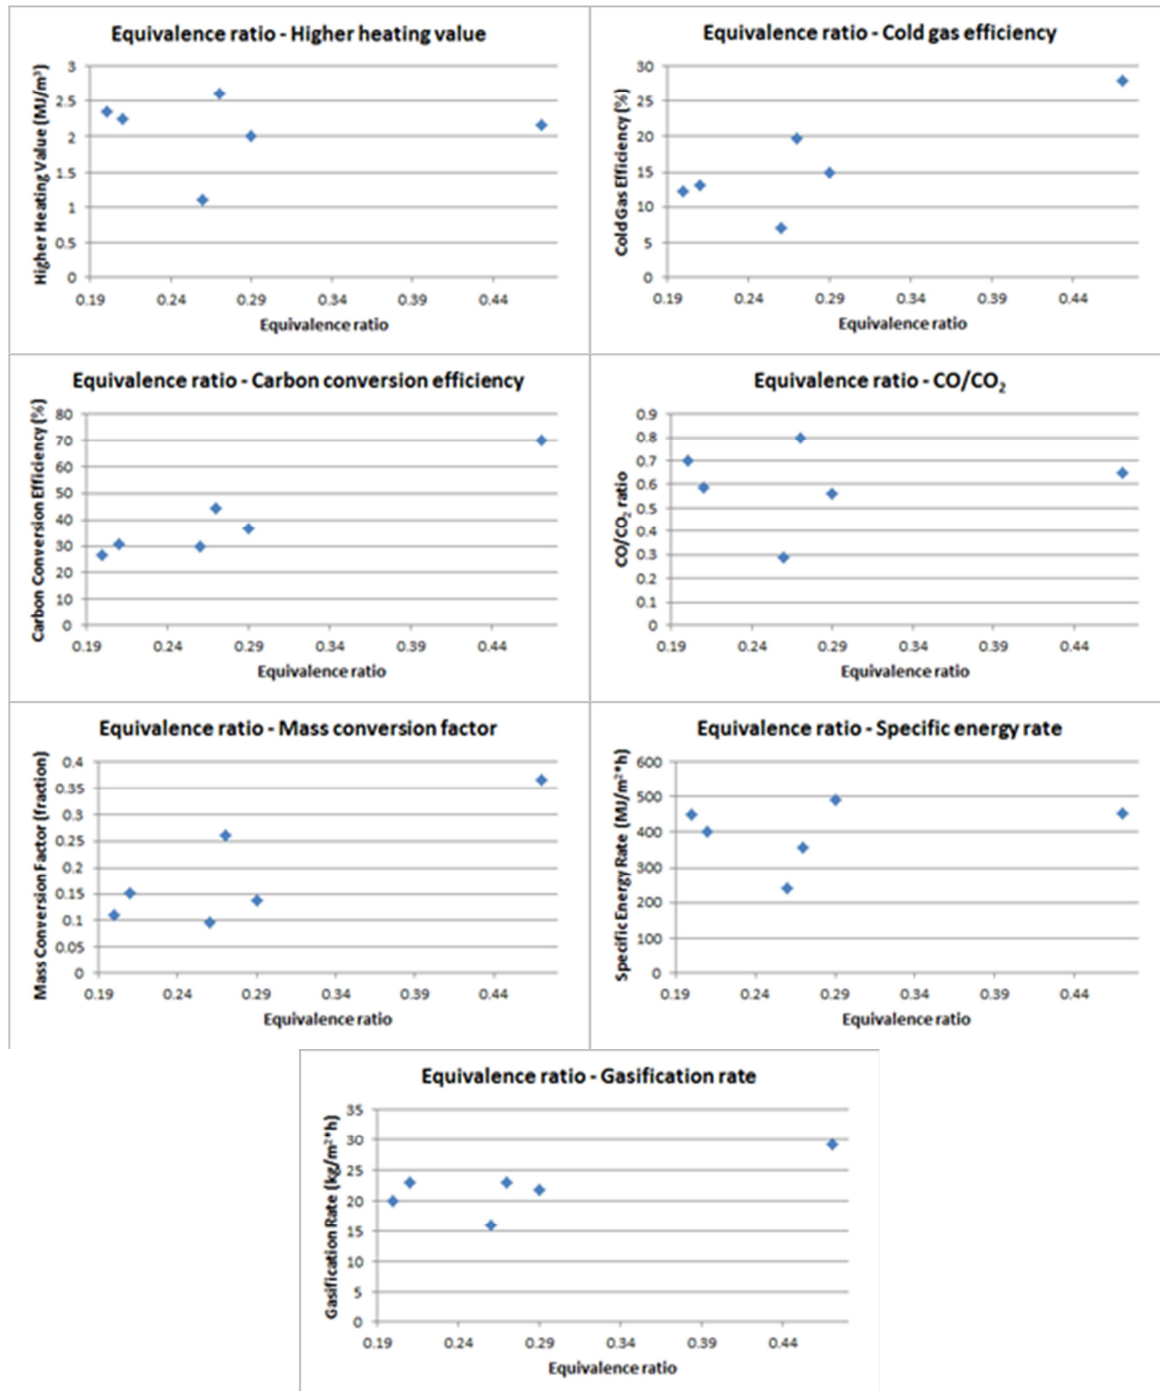 Equivalence ratio - Higher heating value
Higher Heating Value (MJ/m³)
3
2.5
2
1.5
1
0.5
0
0.19 0.24 0.29 0.34 0.39 0.44
Equivalence ratio
Equivalence ratio - Cold gas efficiency
Cold Gas Efficiency (%)
30
25
20
15
10
5
0
0.19 0.24 0.29 0.34 0.39 0.44
Equivalence ratio
Equivalence ratio - Carbon conversion efficiency
Carbon Conversion Efficiency (%)
80
70
60
50
40
30
20
10
0
0.19 0.24 0.29 0.34 0.39 0.44
Equivalence ratio
Equivalence ratio - CO/CO₂
CO/CO₂ ratio
0.9
0.8
0.7
0.6
0.5
0.4
0.3
0.2
0.1
0
0.19 0.24 0.29 0.34 0.39 0.44
Equivalence ratio
Equivalence ratio - Mass conversion factor
Mass Conversion Factor (fraction)
0.4
0.35
0.3
0.25
0.2
0.15
0.1
0.05
0
0.19 0.24 0.29 0.34 0.39 0.44
Equivalence ratio
Equivalence ratio - Specific energy rate
Specific Energy Rate (MJ/m²*h)
600
500
400
300
200
100
0
0.19 0.24 0.29 0.34 0.39 0.44
Equivalence ratio
Equivalence ratio - Gasification rate
Gasification Rate (kg/m²*h)
35
30
25
20
15
10
5
0
0.19 0.24 0.29 0.34 0.39 0.44
Equivalence ratio